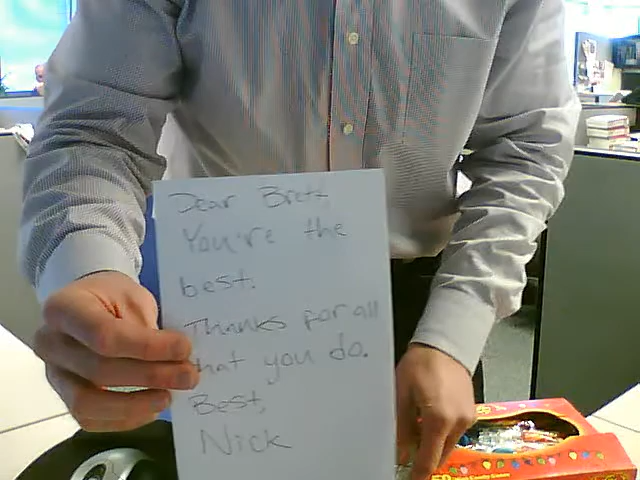 Dear Brett
You're the
best.
Thanks for all
that you do.
Best,
Nick